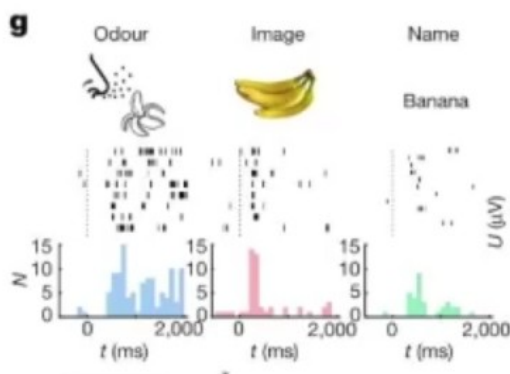 g
Odour Image Name
Banana
15 15 15
10 10 10
5 5 5
0 0 0
N
U (µV)
0 2,000 0 2,000 0 2,000
t (ms) t (ms) t (ms)